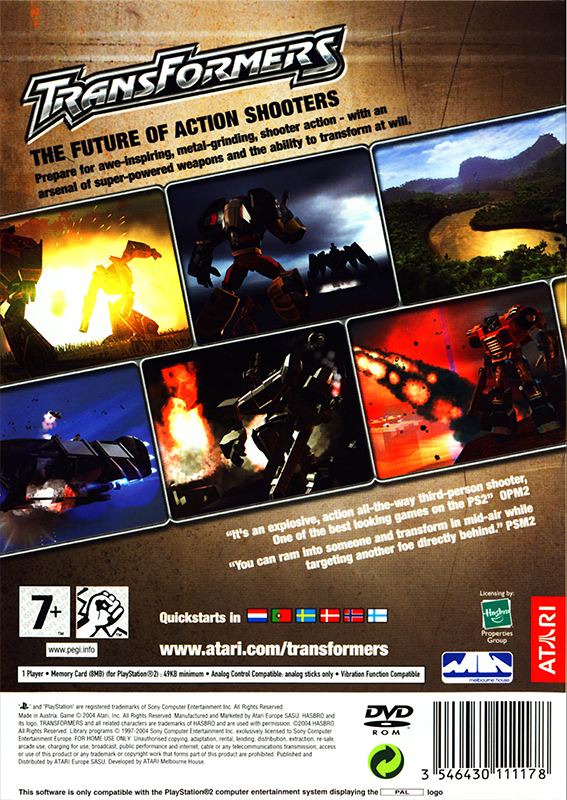 TRANSFORMERS
THE FUTURE OF ACTION SHOOTERS
Prepare for awe-inspiring, metal-grinding, shooter action - with an
arsenal of super-powered weapons and the ability to transform at will.
"It's an explosive, action all-the-way third-person shooter,
One of the best looking games on the PS2" OPM2
"You can ram into someone and transform in mid-air while
targeting another foe directly behind." PSM2
7+
™
www.pegi.info
Quickstarts in
www.atari.com/transformers
Licensing by:
Hasbro
Properties
Group
melbourne house
ATARI
1 Player • Memory Card (8MB) (for PlayStation®2) : 49KB minimum • Analog Control Compatible: analog sticks only • Vibration Function Compatible
" " and "PlayStation" are registered trademarks of Sony Computer Entertainment Inc. All Rights Reserved.
Made in Austria. Game © 2004 Atari, Inc. All Rights Reserved. Manufactured and Marketed by Atari Europe SASU. HASBRO and
its logo, TRANSFORMERS and all related characters are trademarks of HASBRO and are used with permission. ©2004 HASBRO.
All Rights Reserved. Library programs © 1997-2004 Sony Computer Entertainment Inc. exclusively licensed to Sony Computer
Entertainment Europe. FOR HOME USE ONLY. Unauthorised copying, adaptation, rental, lending, distribution, extraction, re-sale,
arcade use, charging for use, broadcast, public performance and internet, cable or any telecommunications transmission, access
or use of this product or any trademark or copyright work that forms part of this product are prohibited. Published and
Distributed by ATARI Europe SASU. Developed by ATARI Melbourne House.
DVD
ROM
3 546430 111178
This software is only compatible with the PlayStation®2 computer entertainment system displaying the PAL logo